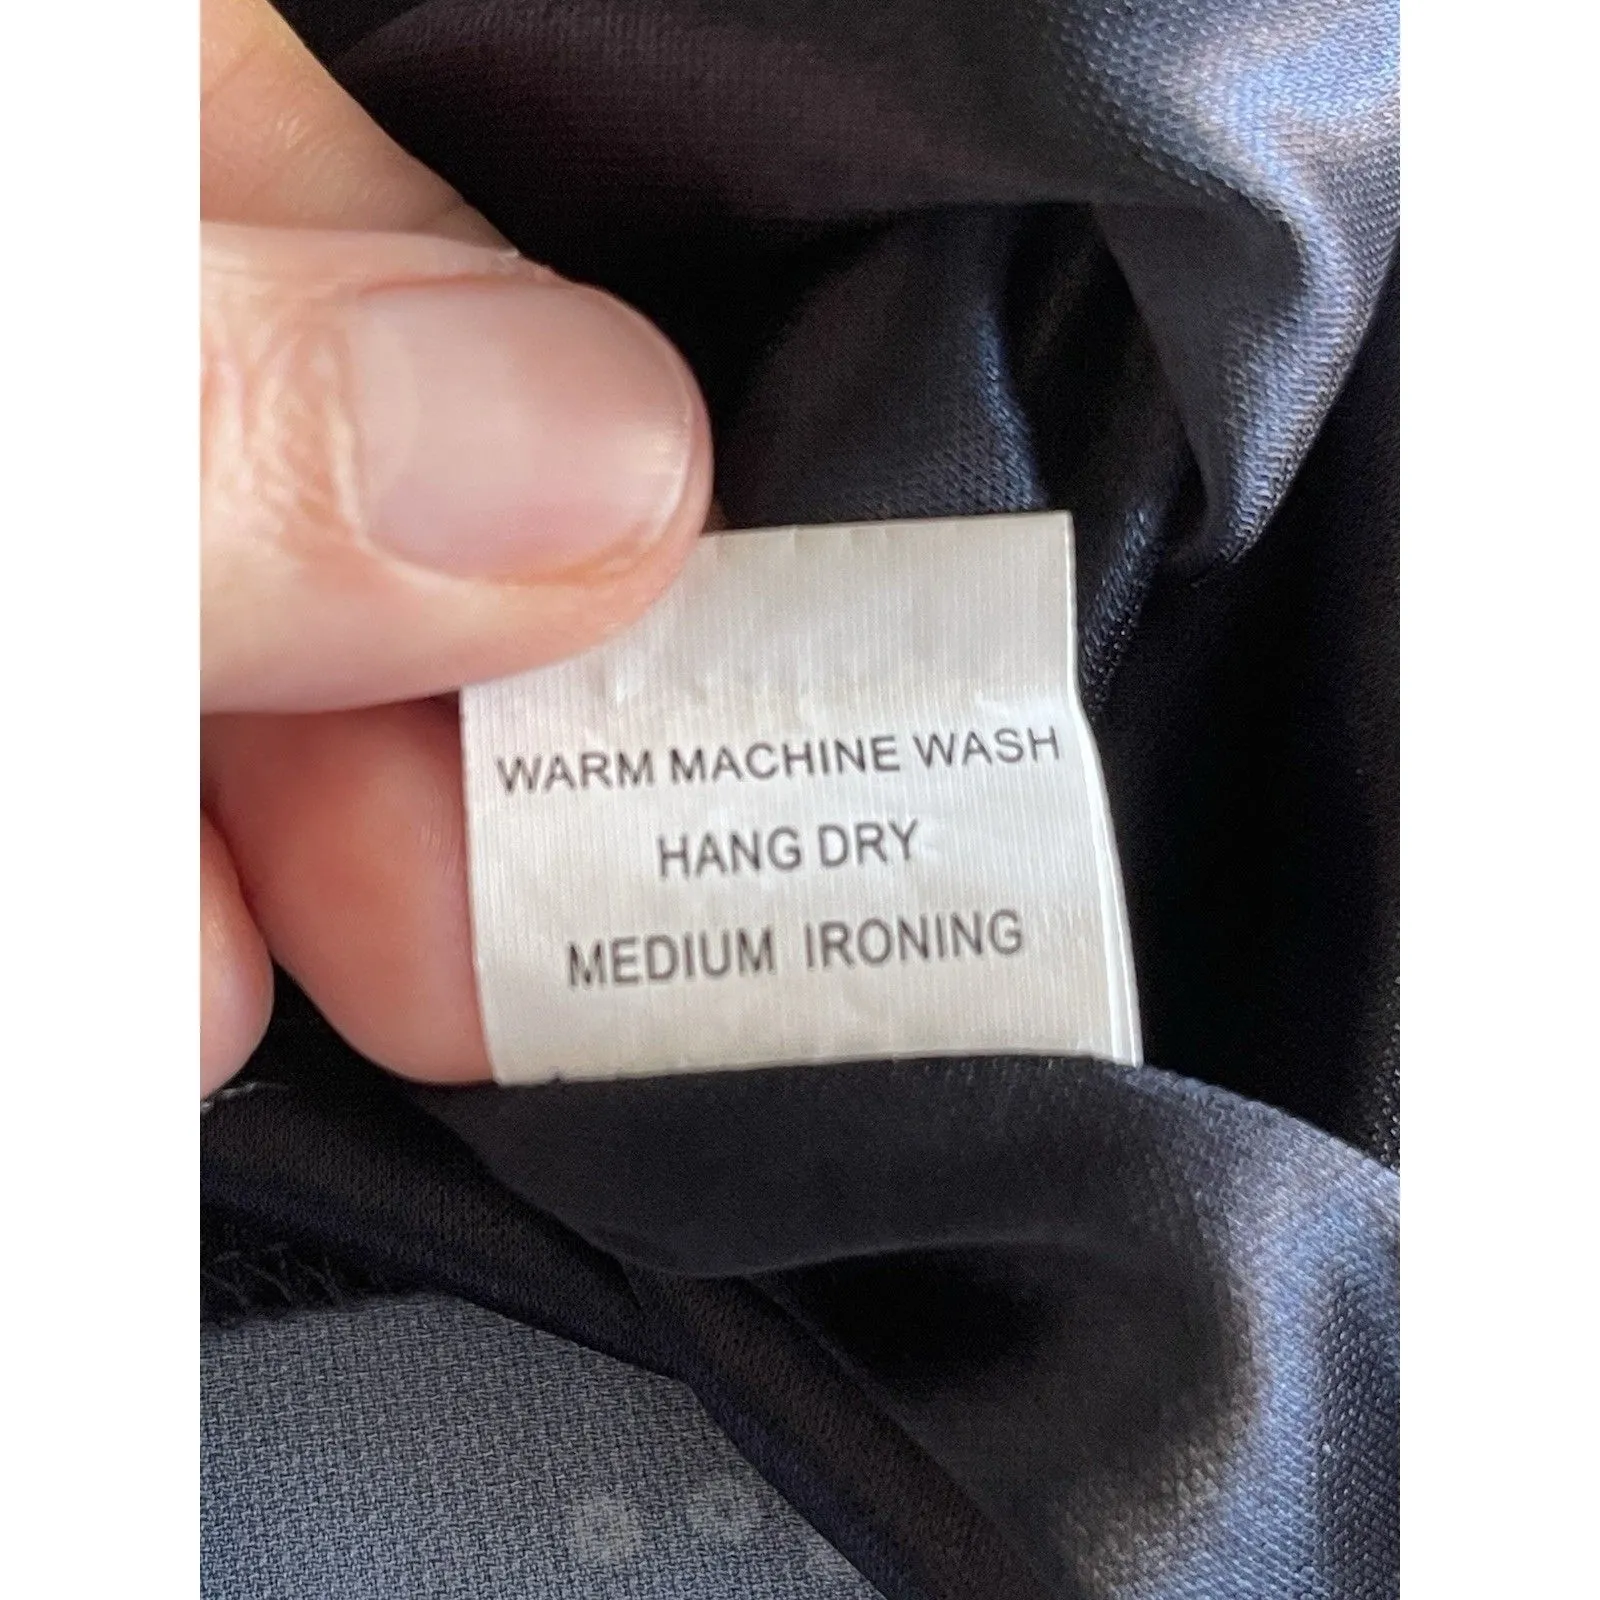 WARM MACHINE WASH
HANG DRY
MEDIUM IRONING